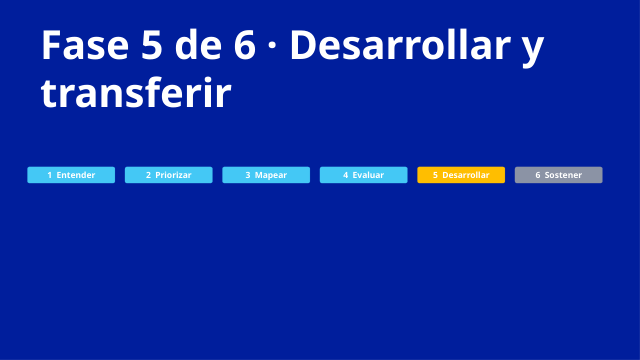 Fase 5 de 6 · Desarrollar y
transferir
1 Entender
2 Priorizar
3 Mapear
4 Evaluar
5 Desarrollar
6 Sostener